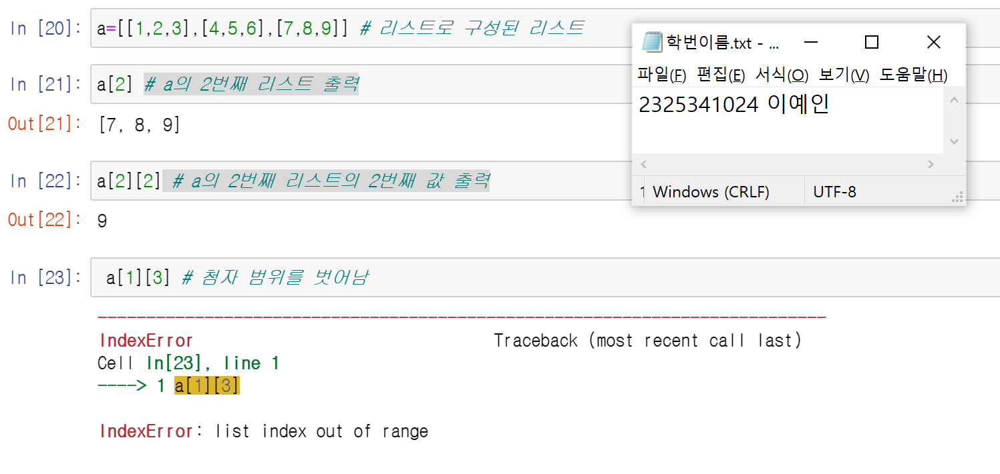 In [20]: a=[[1,2,3],[4,5,6],[7,8,9]] # 리스트로 구성된 리스트
In [21]: a[2] # a의 2번째 리스트 출력
Out[21]: [7, 8, 9]
In [22]: a[2][2] # a의 2번째 리스트의 2번째 값 출력
Out[22]: 9
In [23]: a[1][3] # 첨자 범위를 벗어남
---------------------------------------------------------------------------
IndexError Traceback (most recent call last)
Cell In[23], line 1
----> 1 a[1][3]
IndexError: list index out of range
학번이름.txt - ...
파일(F) 편집(E) 서식(O) 보기(V) 도움말(H)
2325341024 이예인
1 Windows (CRLF) UTF-8